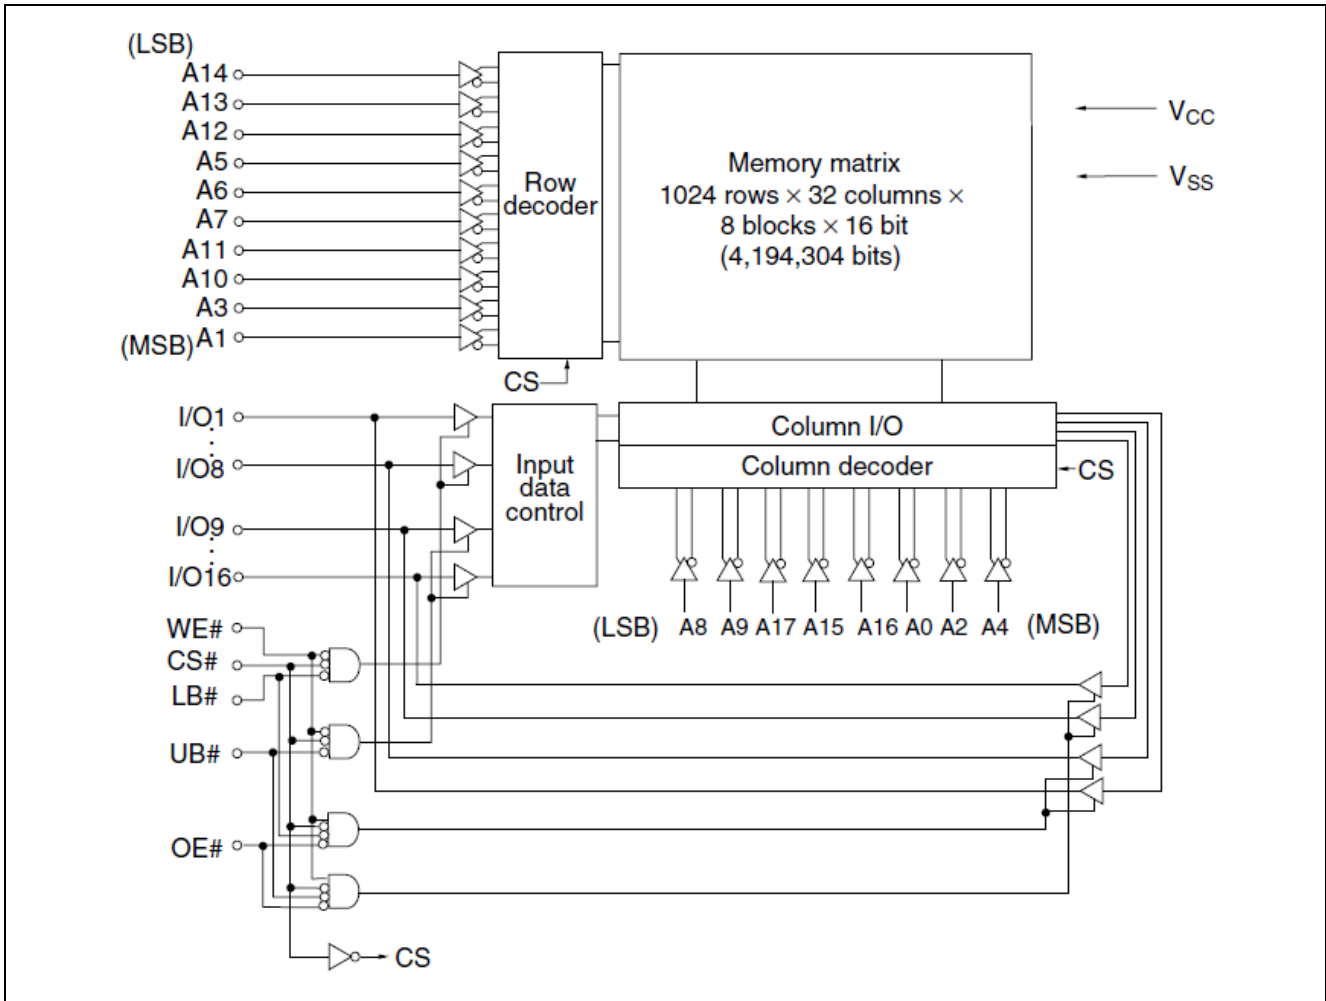 (LSB)
A14
A13
A12
A5
A6
A7
A11
A10
A3
(MSB) A1
Row
decoder
CS
Memory matrix
1024 rows × 32 columns ×
8 blocks × 16 bit
(4,194,304 bits)
VCC
VSS
I/O1
I/O8
I/O9
I/O16
Input
data
control
Column I/O
Column decoder
CS
(LSB) A8 A9 A17 A15 A16 A0 A2 A4 (MSB)
WE#
CS#
LB#
UB#
OE#
CS